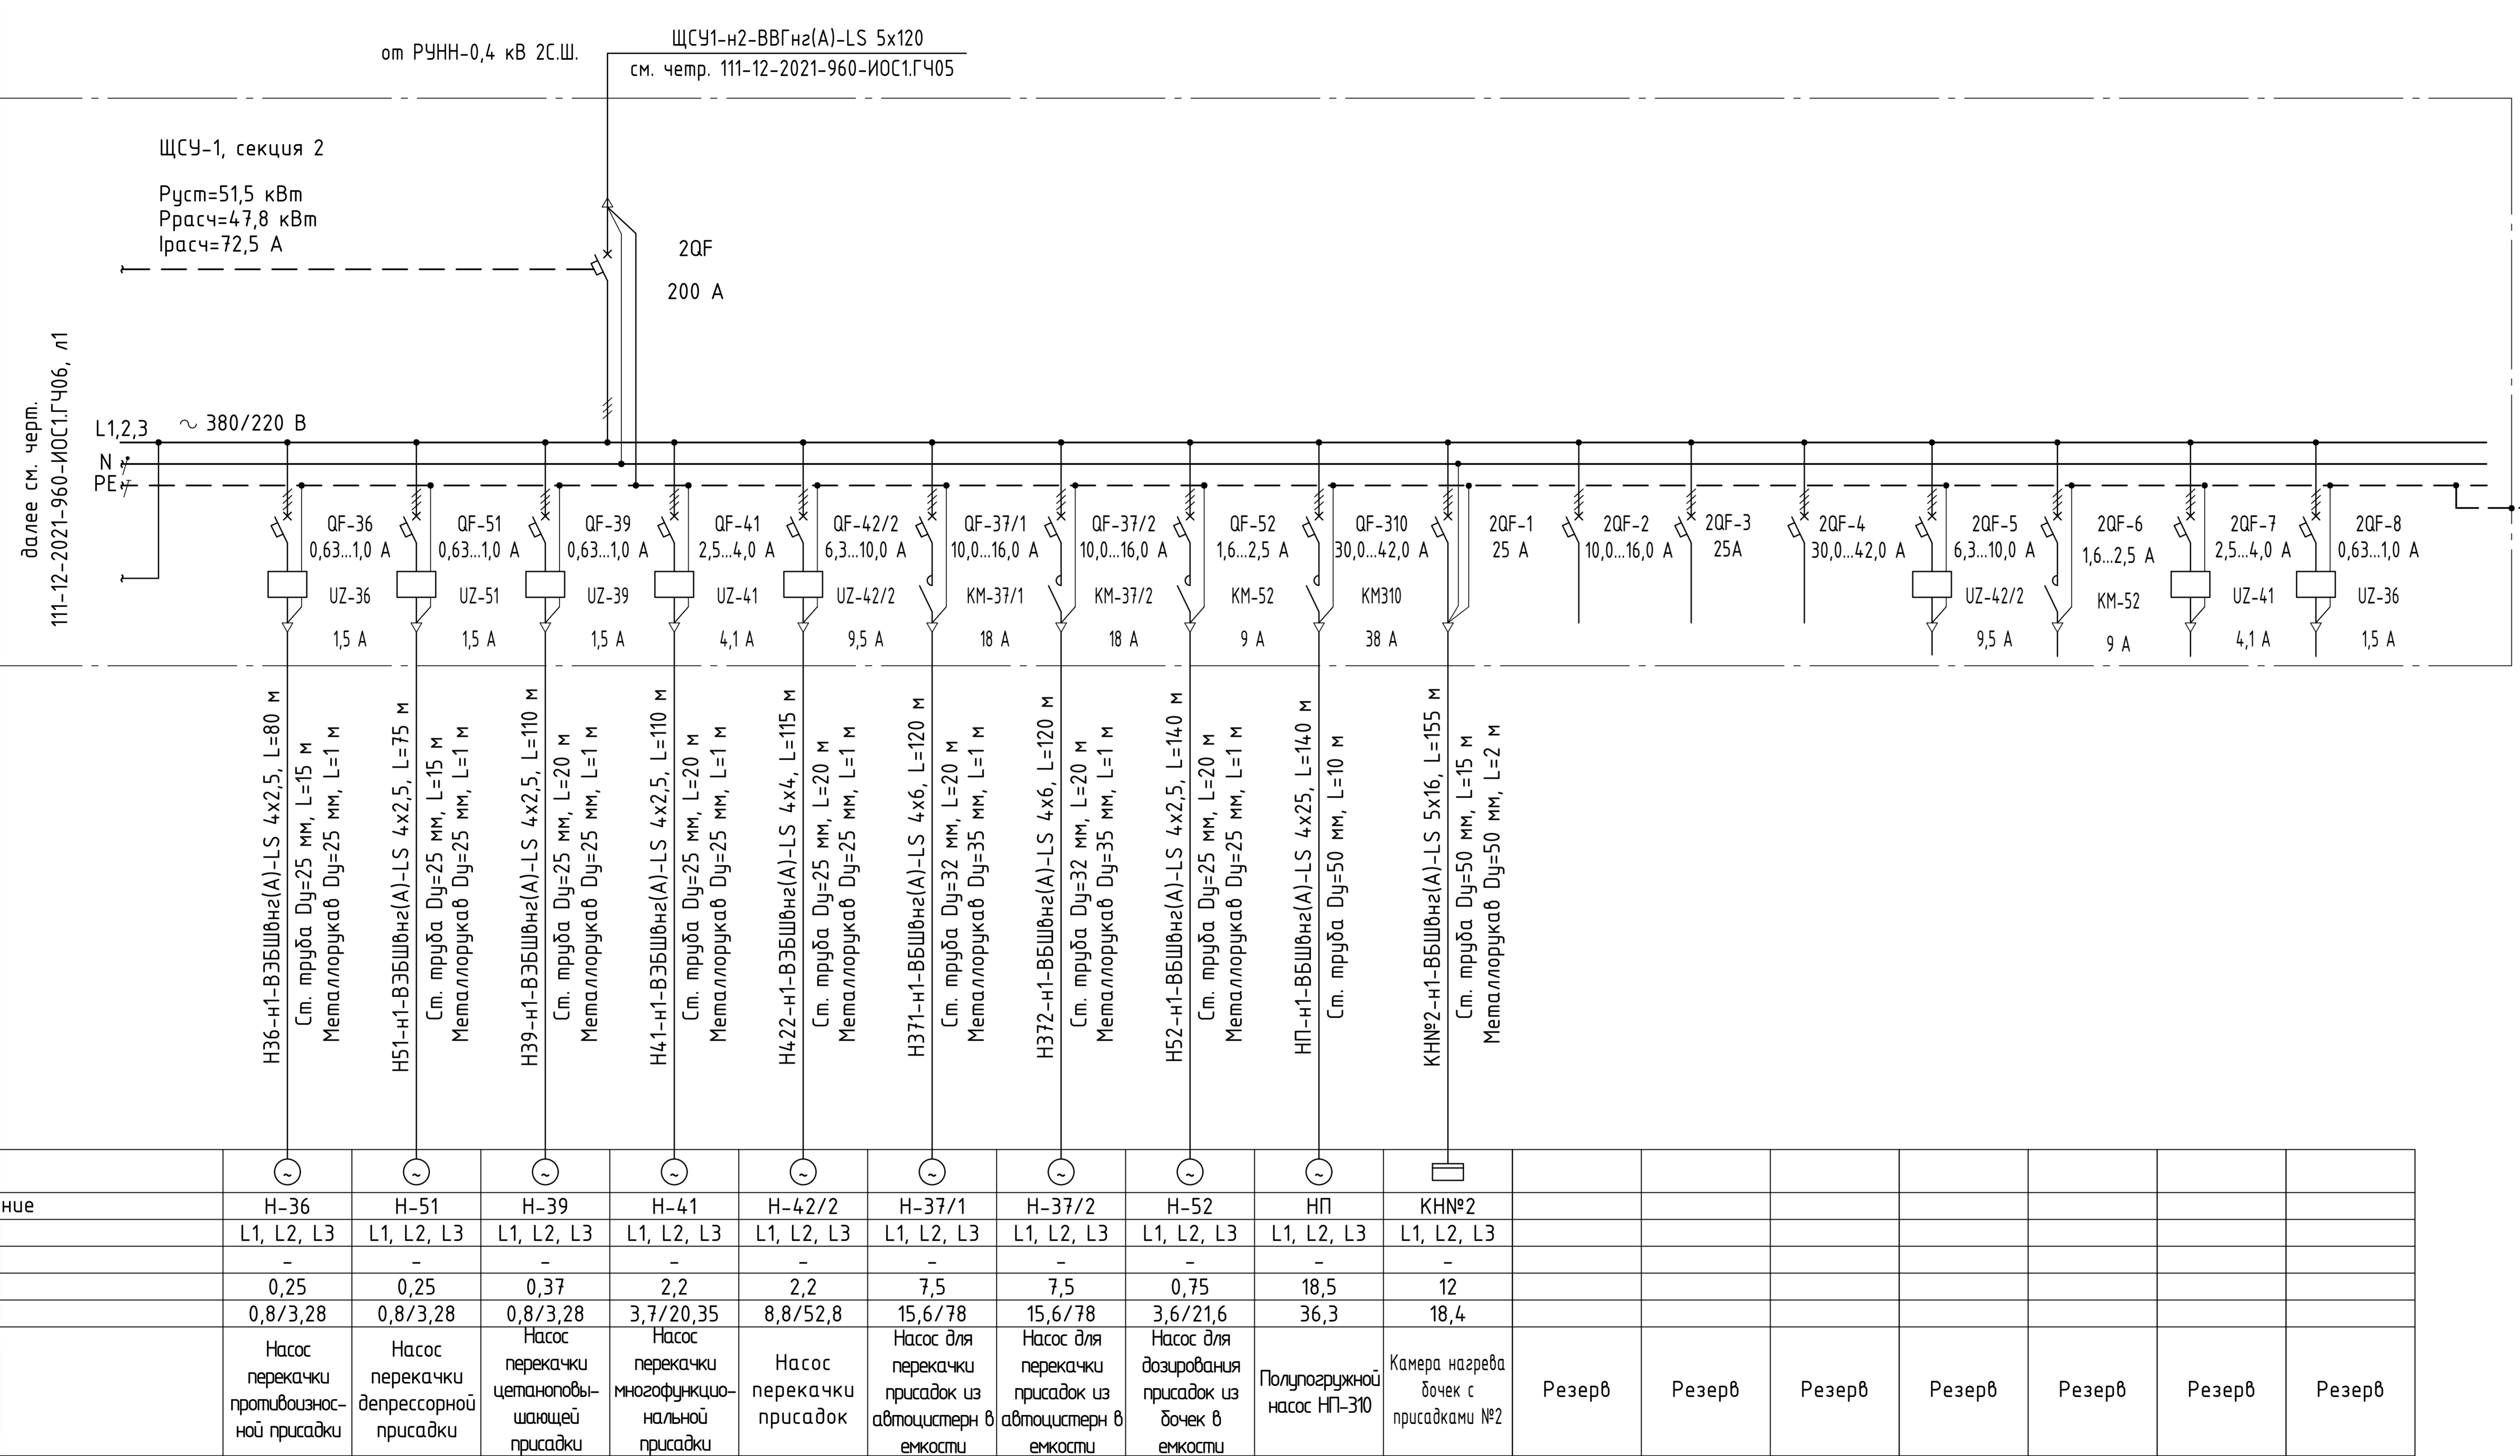 от РУНН-0,4 кВ 2С.Ш.
ЩСУ1-н2-ВВГнг(А)-LS 5х120
см. четр. 111-12-2021-960-ИОС1.ГЧ05
ЩСУ-1, секция 2
Руст=51,5 кВт
Ррасч=47,8 кВт
Iрасч=72,5 А
2QF
200 А
далее см. черт.
111-12-2021-960-ИОС1.ГЧ06, л1
L1,2,3
~ 380/220 В
N
PE
QF-36
0,63...1,0 А
UZ-36
1,5 А
QF-51
0,63...1,0 А
UZ-51
1,5 А
QF-39
0,63...1,0 А
UZ-39
1,5 А
QF-41
2,5...4,0 А
UZ-41
4,1 А
QF-42/2
6,3...10,0 А
UZ-42/2
9,5 А
QF-37/1
10,0...16,0 А
КМ-37/1
18 А
QF-37/2
10,0...16,0 А
КМ-37/2
18 А
QF-52
1,6...2,5 А
КМ-52
9 А
QF-310
30,0...42,0 А
КМ310
38 А
2QF-1
25 А
2QF-2
10,0...16,0 А
2QF-3
25А
2QF-4
30,0...42,0 А
2QF-5
6,3...10,0 А
UZ-42/2
9,5 А
2QF-6
1,6...2,5 А
КМ-52
9 А
2QF-7
2,5...4,0 А
UZ-41
4,1 А
2QF-8
0,63...1,0 А
UZ-36
1,5 А
Н36-н1-ВЭБШвнг(А)-LS 4х2,5, L=80 м
Ст. труба Dу=25 мм, L=15 м
Металлорукав Dу=25 мм, L=1 м
Н51-н1-ВЭБШвнг(А)-LS 4х2,5, L=75 м
Ст. труба Dу=25 мм, L=15 м
Металлорукав Dу=25 мм, L=1 м
Н39-н1-ВЭБШвнг(А)-LS 4х2,5, L=110 м
Ст. труба Dу=25 мм, L=20 м
Металлорукав Dу=25 мм, L=1 м
Н41-н1-ВЭБШвнг(А)-LS 4х2,5, L=110 м
Ст. труба Dу=25 мм, L=20 м
Металлорукав Dу=25 мм, L=1 м
Н422-н1-ВЭБШвнг(А)-LS 4х4, L=115 м
Ст. труба Dу=25 мм, L=20 м
Металлорукав Dу=25 мм, L=1 м
Н371-н1-ВБШвнг(А)-LS 4х6, L=120 м
Ст. труба Dу=32 мм, L=20 м
Металлорукав Dу=35 мм, L=1 м
Н372-н1-ВБШвнг(А)-LS 4х6, L=120 м
Ст. труба Dу=32 мм, L=20 м
Металлорукав Dу=35 мм, L=1 м
Н52-н1-ВБШвнг(А)-LS 4х2,5, L=140 м
Ст. труба Dу=25 мм, L=20 м
Металлорукав Dу=25 мм, L=1 м
НП-н1-ВБШвнг(А)-LS 4х25, L=140 м
Ст. труба Dу=50 мм, L=10 м
КН№2-н1-ВБШвнг(А)-LS 5х16, L=155 м
Ст. труба Dу=50 мм, L=15 м
Металлорукав Dу=50 мм, L=2 м
~ ~ ~ ~ ~ ~ ~ ~ ~
ние Н-36 Н-51 Н-39 Н-41 Н-42/2 Н-37/1 Н-37/2 Н-52 НП КН№2
L1, L2, L3 L1, L2, L3 L1, L2, L3 L1, L2, L3 L1, L2, L3 L1, L2, L3 L1, L2, L3 L1, L2, L3 L1, L2, L3 L1, L2, L3
- - - - - - - - - -
0,25 0,25 0,37 2,2 2,2 7,5 7,5 0,75 18,5 12
0,8/3,28 0,8/3,28 0,8/3,28 3,7/20,35 8,8/52,8 15,6/78 15,6/78 3,6/21,6 36,3 18,4
Насос
перекачки
противоизнос-
ной присадки
Насос
перекачки
депрессорной
присадки
Насос
перекачки
цетаноповы-
шающей
присадки
Насос
перекачки
многофункцио-
нальной
присадки
Насос
перекачки
присадок
Насос для
перекачки
присадок из
автоцистерн в
емкости
Насос для
перекачки
присадок из
автоцистерн в
емкости
Насос для
дозирования
присадок из
бочек в
емкости
Полупогружной
насос НП-310
Камера нагрева
бочек с
присадками №2
Резерв
Резерв
Резерв
Резерв
Резерв
Резерв
Резерв